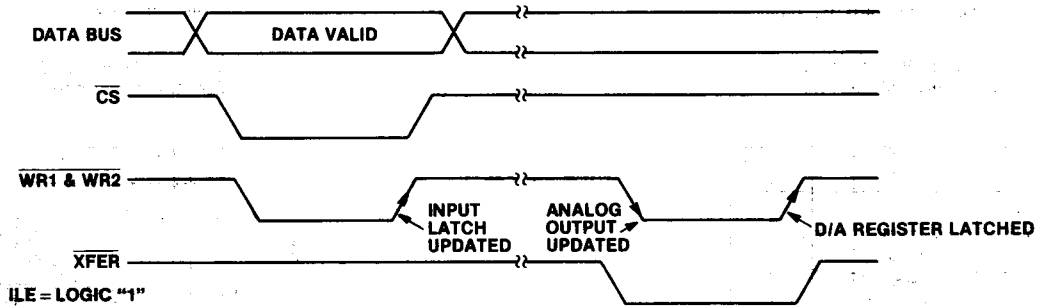 DATA BUS
DATA VALID
CS
WR1 & WR2
INPUT
LATCH
UPDATED
ANALOG
OUTPUT
UPDATED
D/A REGISTER LATCHED
XFER
ILE = LOGIC "1"